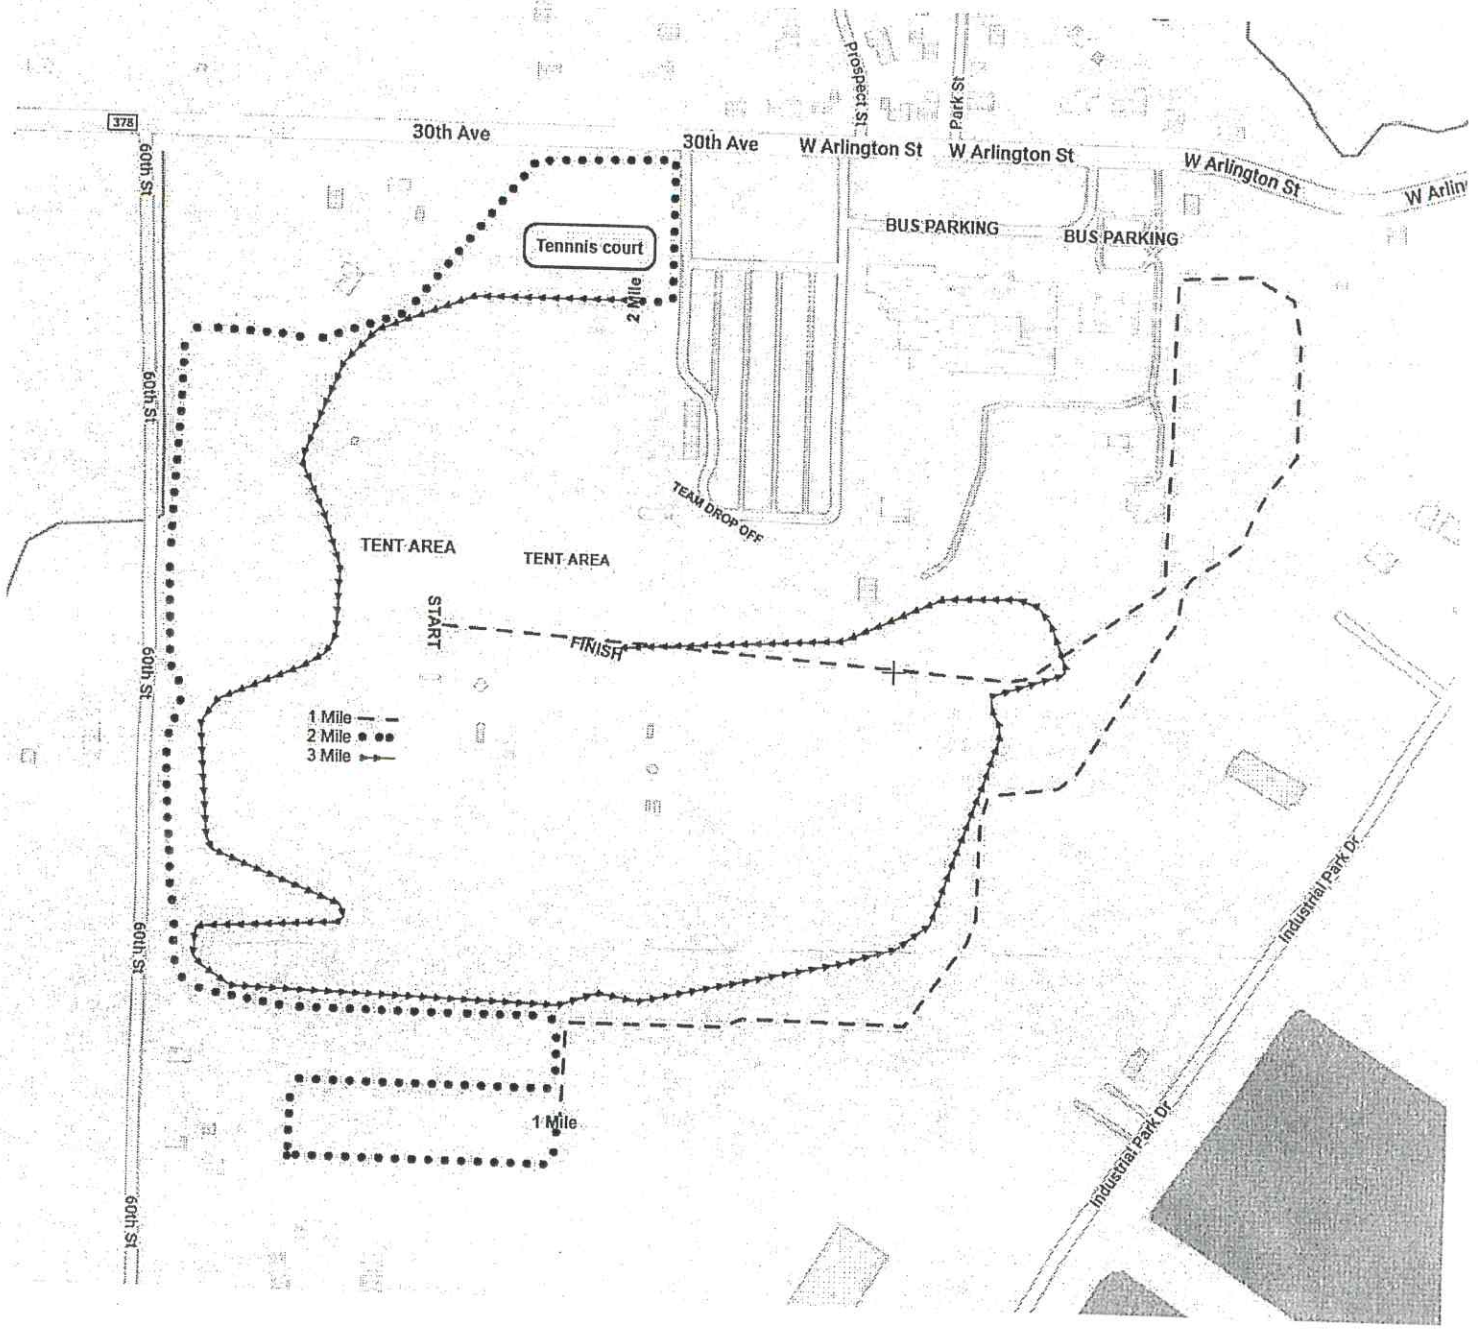 Prospect St
Park St
378
30th Ave
30th Ave
W Arlington St
W Arlington St
W Arlington St
W Arlin
60th St
BUS PARKING
BUS PARKING
Tennnis court
2 Mile
60th St
TEAM DROP OFF
TENT AREA
TENT AREA
START
FINISH
60th St
1 Mile
2 Mile
3 Mile
Industrial Park Dr
60th St
1 Mile
Industrial Park Dr
60th St